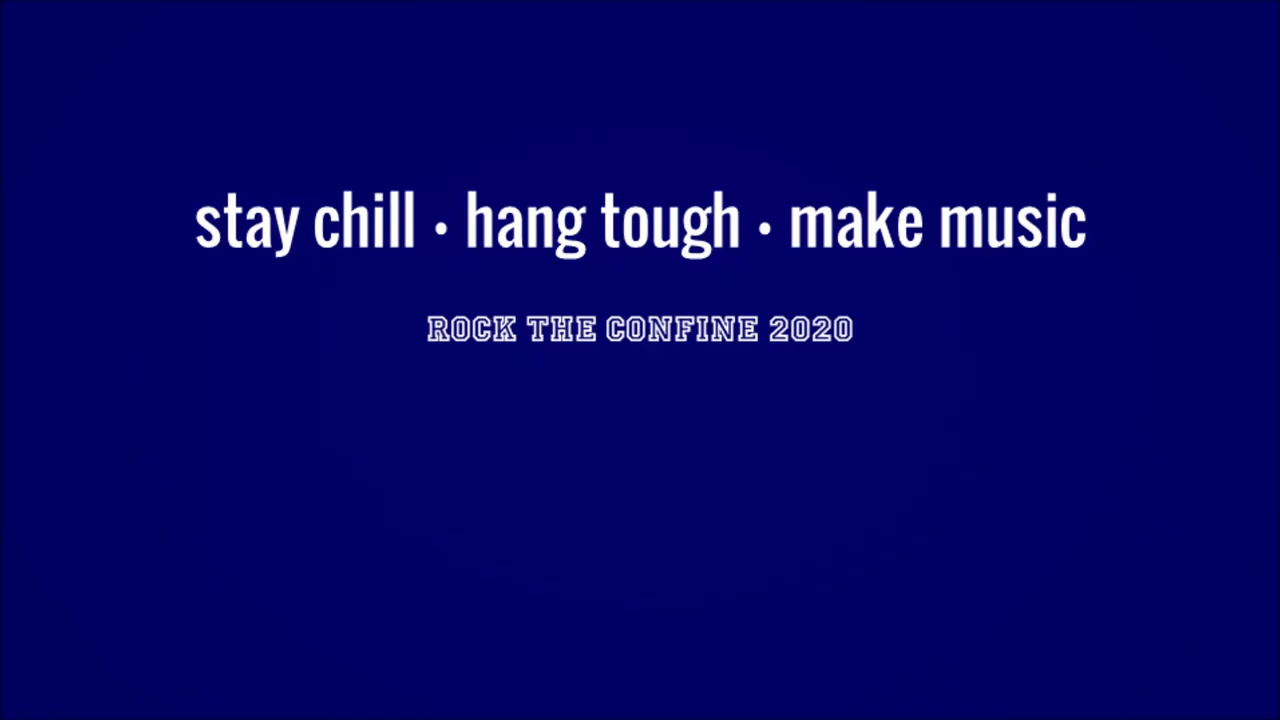 stay chill • hang tough • make music
ROCK THE CONFINE 2020